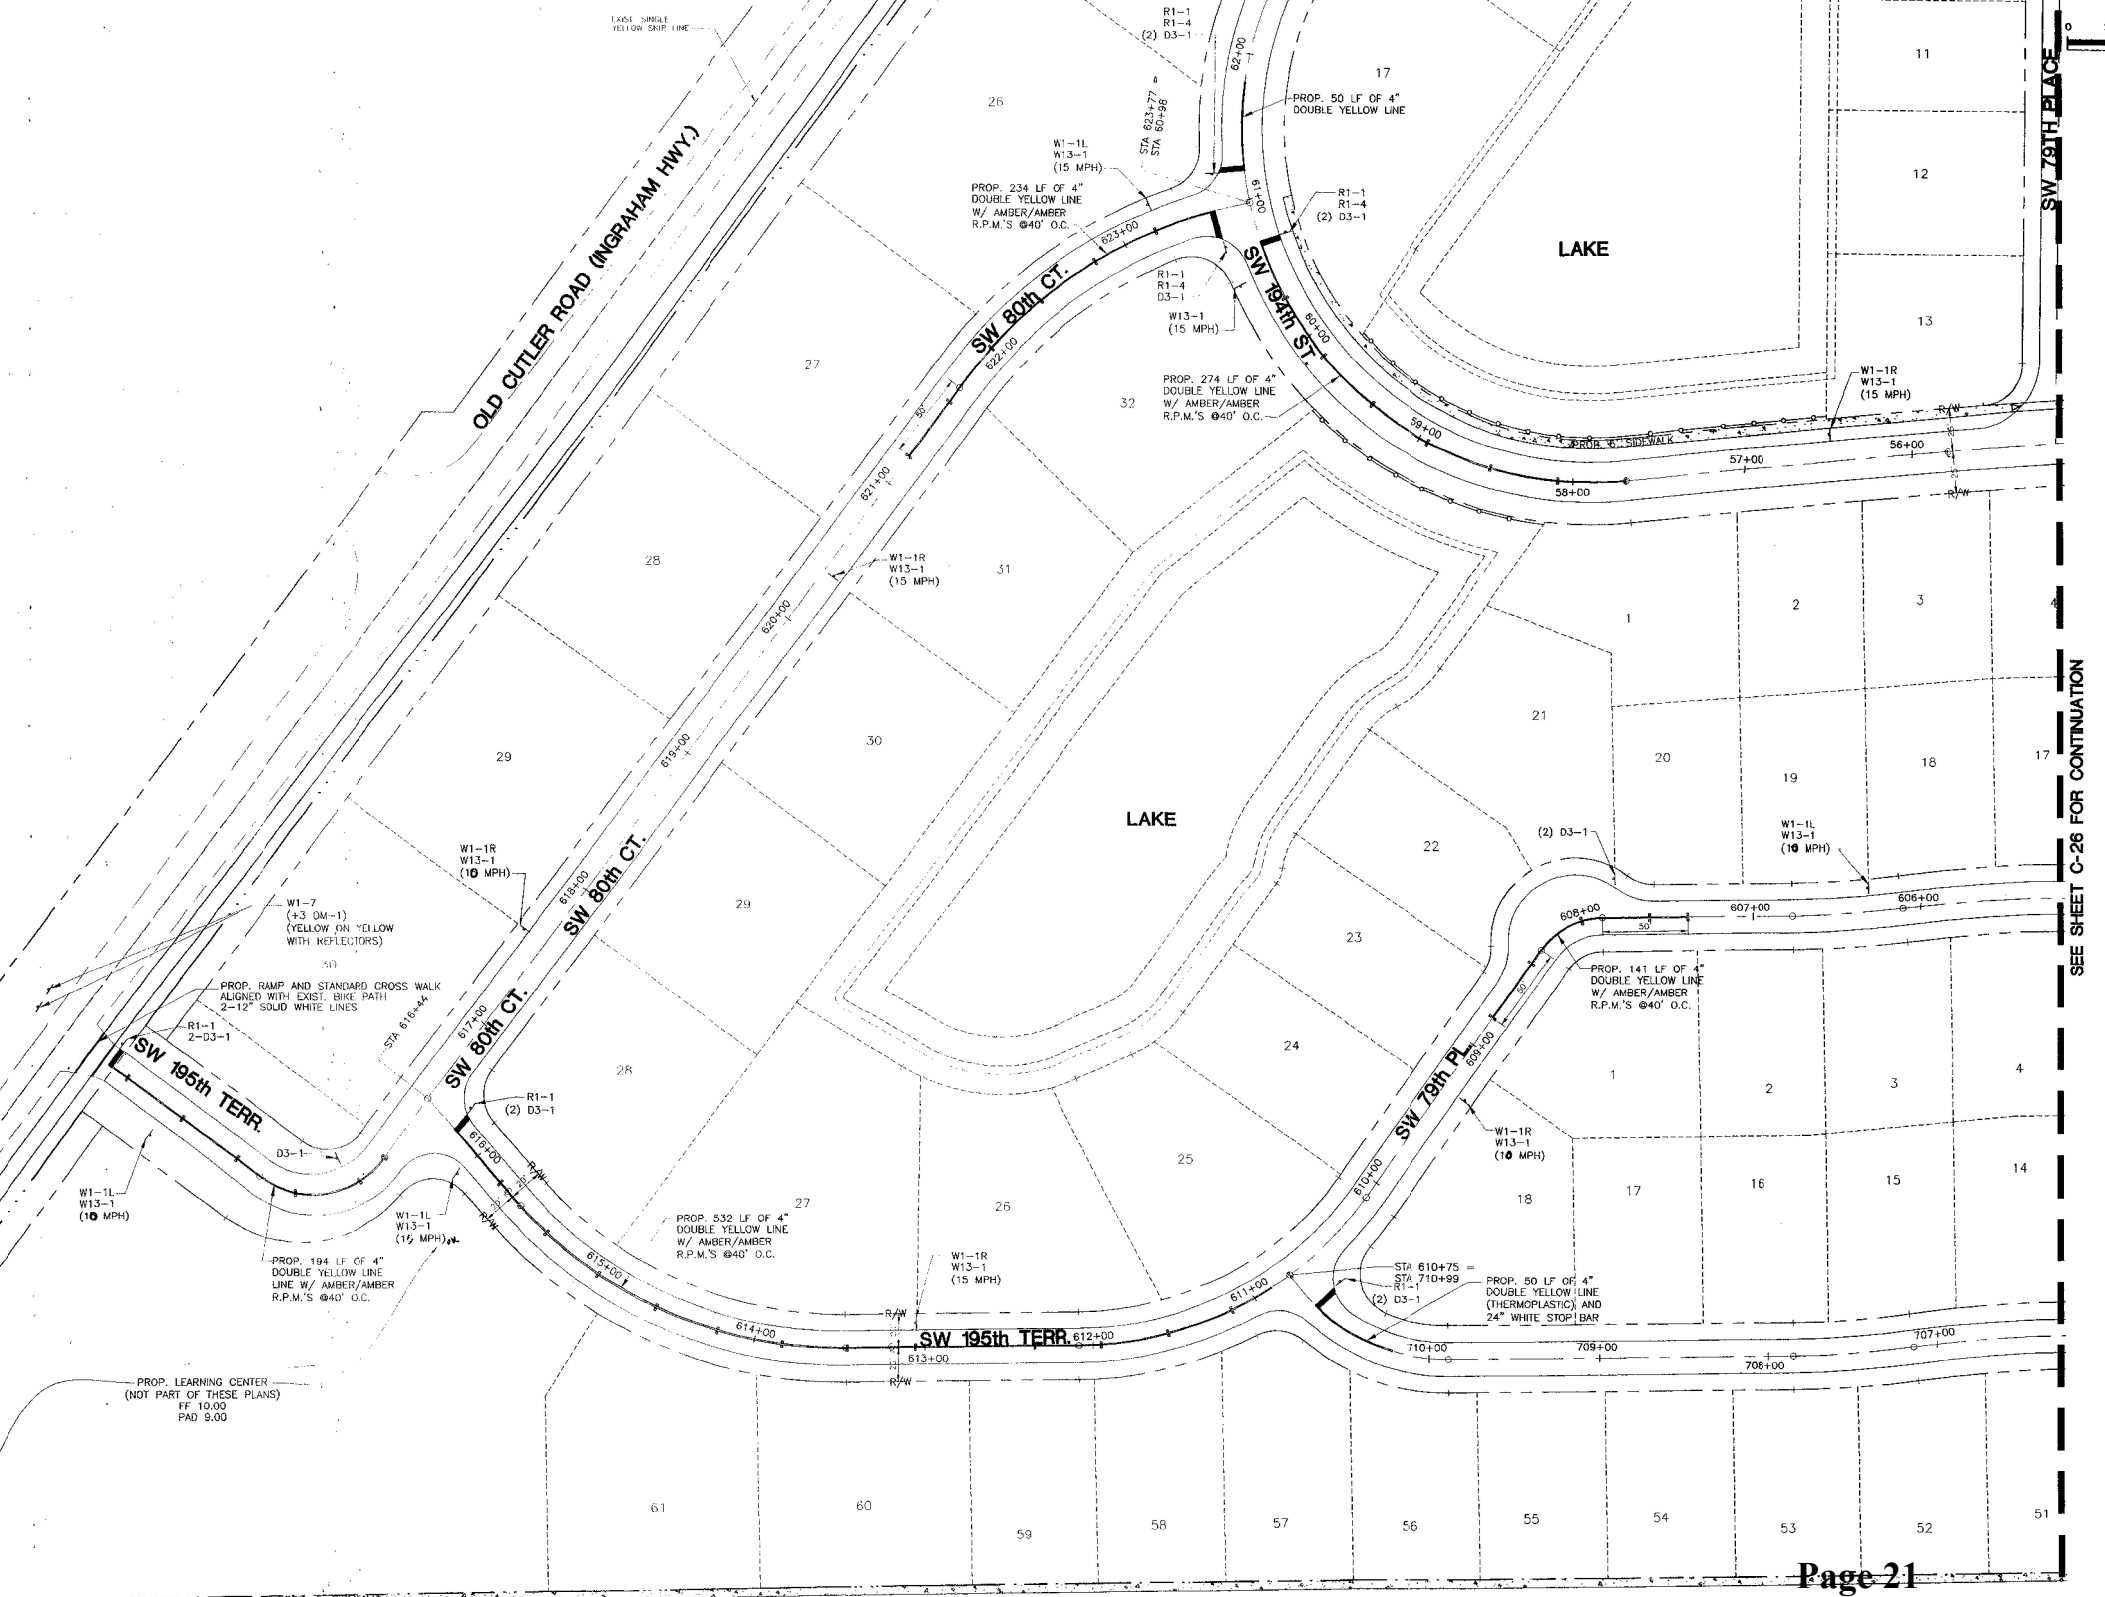 EXIST. SINGLE
YELLOW SKIP LINE
R1-1
R1-4
(2) D3-1
62+00
17
11
0
SW 79TH PLACE
PROP. 50 LF OF 4"
DOUBLE YELLOW LINE
26
STA 623+77 =
STA 60+98
W1-1L
W13-1
(15 MPH)
12
PROP. 234 LF OF 4"
DOUBLE YELLOW LINE
W/ AMBER/AMBER
R.P.M.'S @40' O.C.
61+00
R1-1
R1-4
(2) D3-1
OLD CUTLER ROAD (INGRAHAM HWY.)
623+00
LAKE
R1-1
R1-4
D3-1
SW 194th ST.
W13-1
(15 MPH)
SW 80th CT.
60+00
13
622+00
27
PROP. 274 LF OF 4"
DOUBLE YELLOW LINE
W/ AMBER/AMBER
R.P.M.'S @40' O.C.
32
50'
W1-1R
W13-1
(15 MPH)
R/W
59+00
PROP. 5' SIDEWALK
56+00
25'
57+00
25'
R/W
58+00
621+00
28
W1-1R
W13-1
(15 MPH)
31
620+00
1
2
3
4
SEE SHEET C-26 FOR CONTINUATION
619+00
30
29
21
20
19
18
17
LAKE
W1-1R
W13-1
(10 MPH)
618+00
SW 80th CT.
22
(2) D3-1
W1-1L
W13-1
(10 MPH)
29
W1-7
(+3 OM-1)
(YELLOW ON YELLOW
WITH REFLECTORS)
30
608+00
50'
607+00
606+00
23
PROP. RAMP AND STANDARD CROSS WALK
ALIGNED WITH EXIST. BIKE PATH
2-12" SOLID WHITE LINES
PROP. 141 LF OF 4"
DOUBLE YELLOW LINE
W/ AMBER/AMBER
R.P.M.'S @40' O.C.
50'
R1-1
2-D3-1
STA 616+44
617+00
SW 80th CT.
SW 195th TERR.
24
609+00
SW 79th PL.
28
1
2
3
4
R1-1
(2) D3-1
D3-1
616+00
R/W
20'
20'
R/W
25
W1-1R
W13-1
(10 MPH)
14
W1-1L
W13-1
(10 MPH)
W1-1L
W13-1
(15 MPH)
27
26
610+00
18
17
16
15
PROP. 532 LF OF 4"
DOUBLE YELLOW LINE
W/ AMBER/AMBER
R.P.M.'S @40' O.C.
PROP. 194 LF OF 4"
DOUBLE YELLOW LINE
LINE W/ AMBER/AMBER
R.P.M.'S @40' O.C.
615+00
W1-1R
W13-1
(15 MPH)
STA 610+75 =
STA 710+99
R1-1
(2) D3-1
PROP. 50 LF OF 4"
DOUBLE YELLOW LINE
(THERMOPLASTIC) AND
24" WHITE STOP BAR
611+00
R/W
614+00
SW 195th TERR.
612+00
613+00
R/W
710+00
709+00
708+00
707+00
PROP. LEARNING CENTER
(NOT PART OF THESE PLANS)
FF 10.00
PAD 9.00
61
60
59
58
57
56
55
54
53
52
51
Page 21